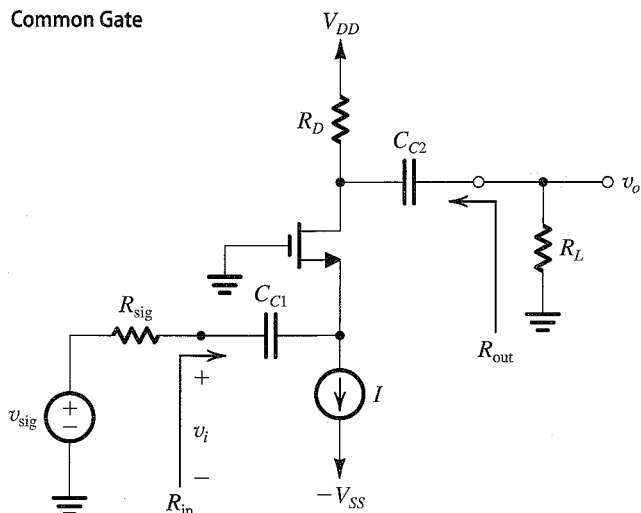 Common Gate
V_DD
R_D
C_C2
v_o
R_L
C_C1
R_sig
R_out
+
I
+
−
v_sig
v_i
−
R_in
−V_SS